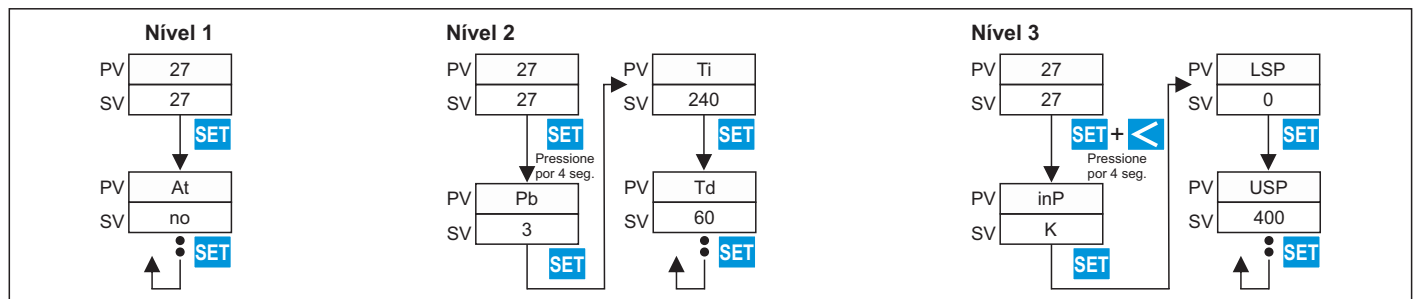 Nível 1
PV 27
SV 27
SET
PV At
SV no
SET
Nível 2
PV 27
SV 27
SET
Pressione
por 4 seg.
PV Pb
SV 3
SET
PV Ti
SV 240
SET
PV Td
SV 60
SET
Nível 3
PV 27
SV 27
SET + <
Pressione
por 4 seg.
PV inP
SV K
SET
PV LSP
SV 0
SET
PV USP
SV 400
SET